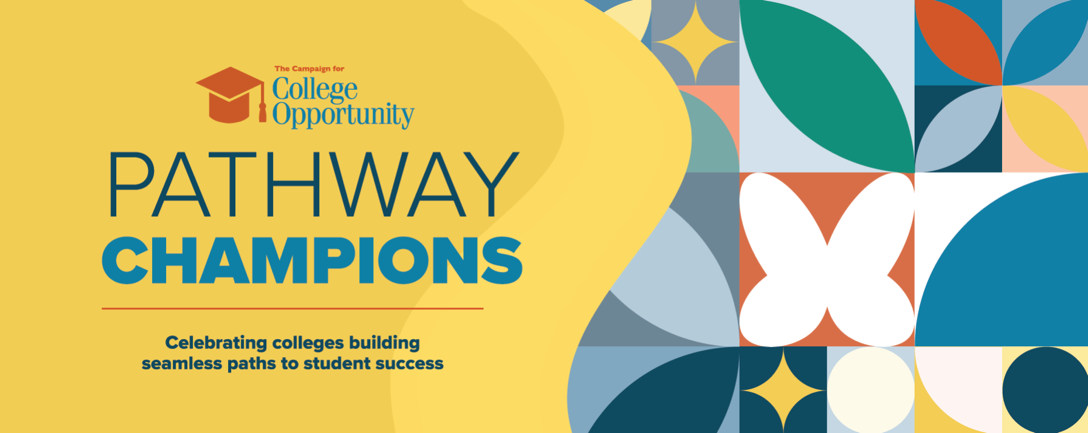 The Campaign for
College
Opportunity
PATHWAY
CHAMPIONS
Celebrating colleges building
seamless paths to student success